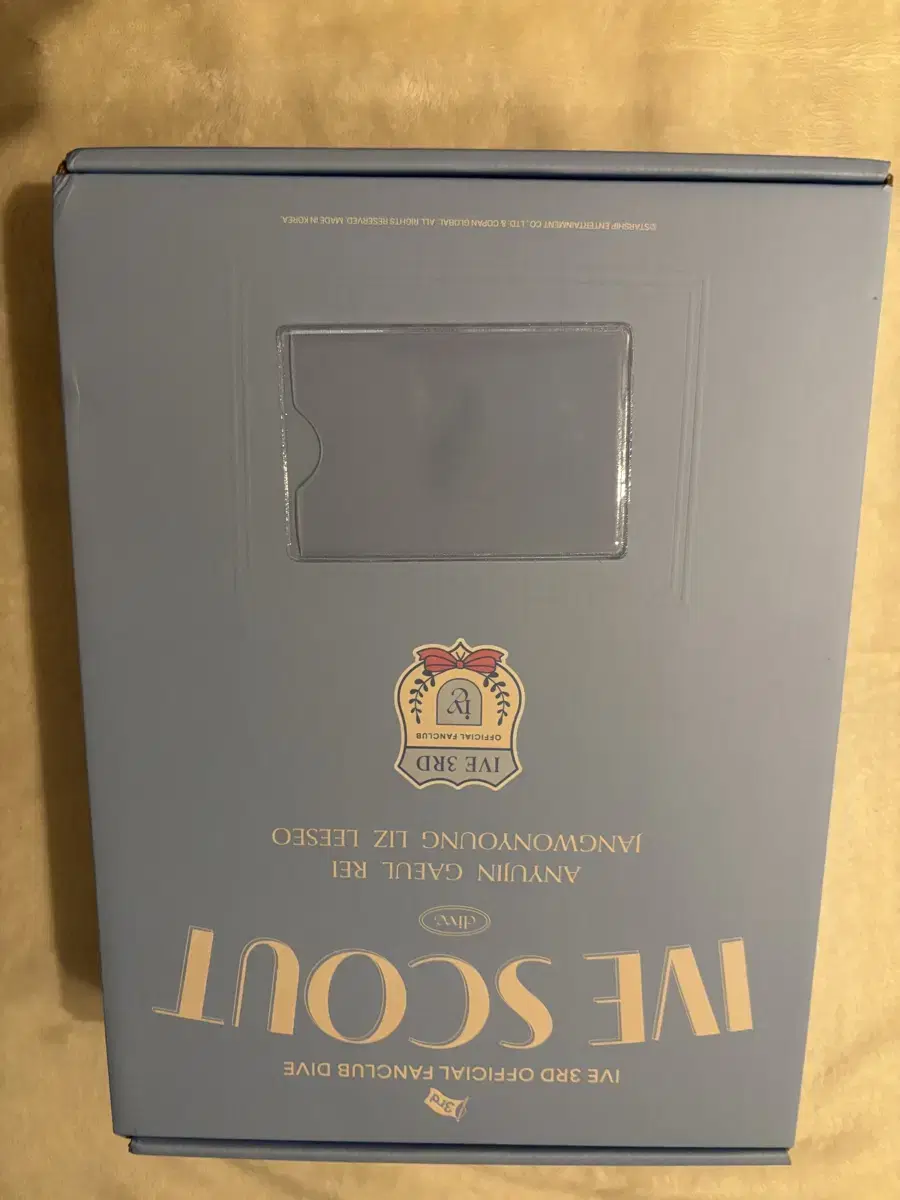 3rd
IVE 3RD OFFICIAL FANCLUB DIVE
IVE SCOUT
dive
ANYUJIN GAEUL REI
JANGWONYOUNG LIZ LEESEO
IVE 3RD
OFFICIAL FANCLUB
ive
©STARSHIP ENTERTAINMENT CO., LTD. & COPAN GLOBAL. ALL RIGHTS RESERVED. MADE IN KOREA.